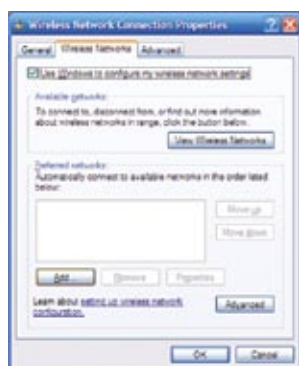 Wireless Network Connection Properties
General Wireless Networks Advanced
Use Windows to configure my wireless network settings
Available networks:
To connect to, disconnect from, or find out more information
about wireless networks in range, click the button below.
View Wireless Networks
Preferred networks:
Automatically connect to available networks in the order listed
below:
Move up
Move down
Add... Remove Properties
Learn about setting up wireless network
configuration.
Advanced
OK Cancel